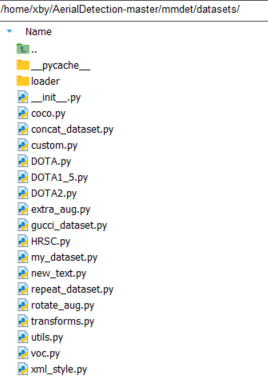 /home/xby/AerialDetection-master/mmdet/datasets/
Name
..
__pycache__
loader
__init__.py
coco.py
concat_dataset.py
custom.py
DOTA.py
DOTA1_5.py
DOTA2.py
extra_aug.py
gucci_dataset.py
HRSC.py
my_dataset.py
new_text.py
repeat_dataset.py
rotate_aug.py
transforms.py
utils.py
voc.py
xml_style.py